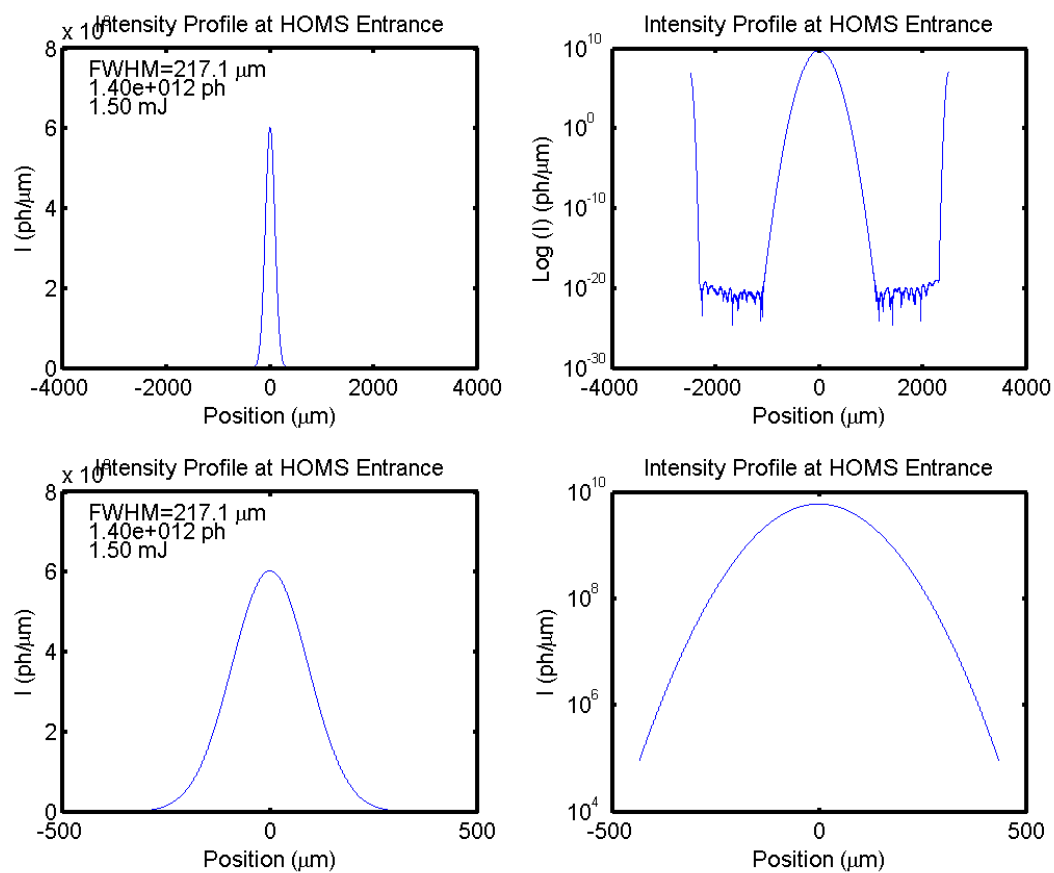 Intensity Profile at HOMS Entrance
x 10
8
FWHM=217.1 μm
1.40e+012 ph
1.50 mJ
6
4
2
0
I (ph/μm)
-4000 -2000 0 2000 4000
Position (μm)
Intensity Profile at HOMS Entrance
10^10
10^0
10^-10
10^-20
10^-30
Log (I) (ph/μm)
-4000 -2000 0 2000 4000
Position (μm)
Intensity Profile at HOMS Entrance
x 10
8
FWHM=217.1 μm
1.40e+012 ph
1.50 mJ
6
4
2
0
I (ph/μm)
-500 0 500
Position (μm)
Intensity Profile at HOMS Entrance
10^10
10^8
10^6
10^4
I (ph/μm)
-500 0 500
Position (μm)